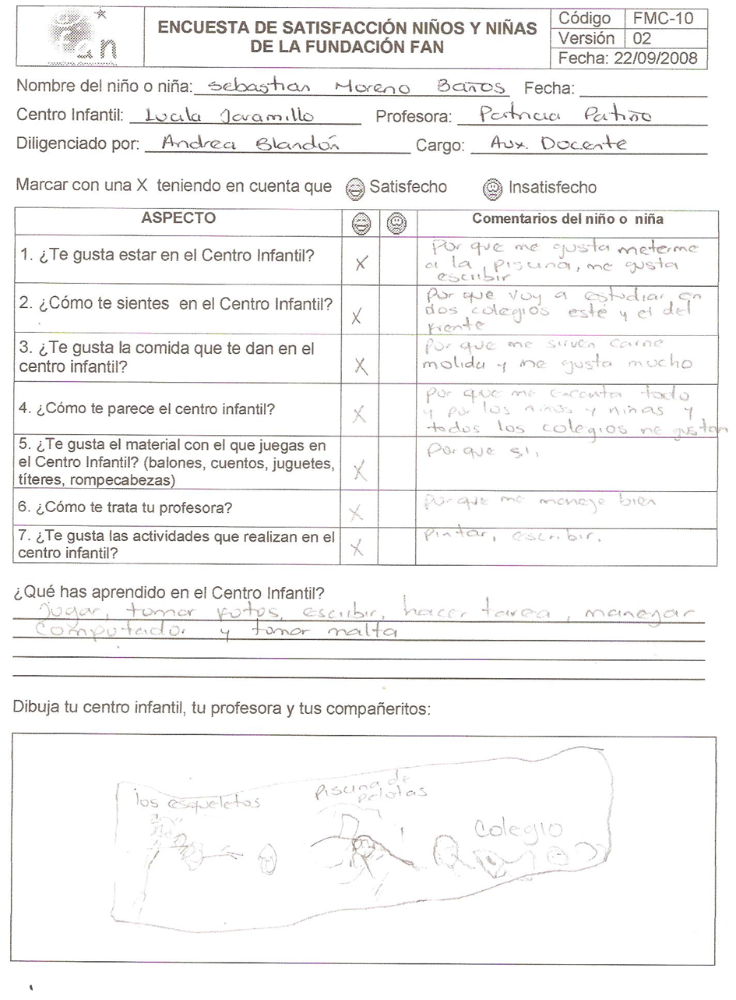 fan
ENCUESTA DE SATISFACCIÓN NIÑOS Y NIÑAS
DE LA FUNDACIÓN FAN
Código FMC-10
Versión 02
Fecha: 22/09/2008
Nombre del niño o niña: Sebastian Moreno Baños Fecha:
Centro Infantil: Lucila Jaramillo Profesora: Patricia Patiño
Diligenciado por: Andrea Blandón Cargo: Aux. Docente
Marcar con una X teniendo en cuenta que Satisfecho Insatisfecho
ASPECTO Comentarios del niño o niña
1. ¿Te gusta estar en el Centro Infantil? X
Por que me gusta meterme
a la piscina, me gusta
escribir
2. ¿Cómo te sientes en el Centro Infantil? X
Por que voy a estudiar en
dos colegios esté y el del
frente
3. ¿Te gusta la comida que te dan en el
centro infantil? X
Por que me sirven carne
molida y me gusta mucho
4. ¿Cómo te parece el centro infantil? X
por que me encanta todo
y por los niños y niñas y
todos los colegios me gustan
5. ¿Te gusta el material con el que juegas en
el Centro Infantil? (balones, cuentos, juguetes,
títeres, rompecabezas) X
Por que si,
6. ¿Cómo te trata tu profesora? X
Por que me maneje bien
7. ¿Te gusta las actividades que realizan en el
centro infantil? X
Pintar, escribir.
¿Qué has aprendido en el Centro Infantil?
Jugar, tomar fotos, escribir, hacer tarea, manejar
Computador y tomar malta
Dibuja tu centro infantil, tu profesora y tus compañeritos:
los esqueletos
Piscina de
pelotas
Colegio